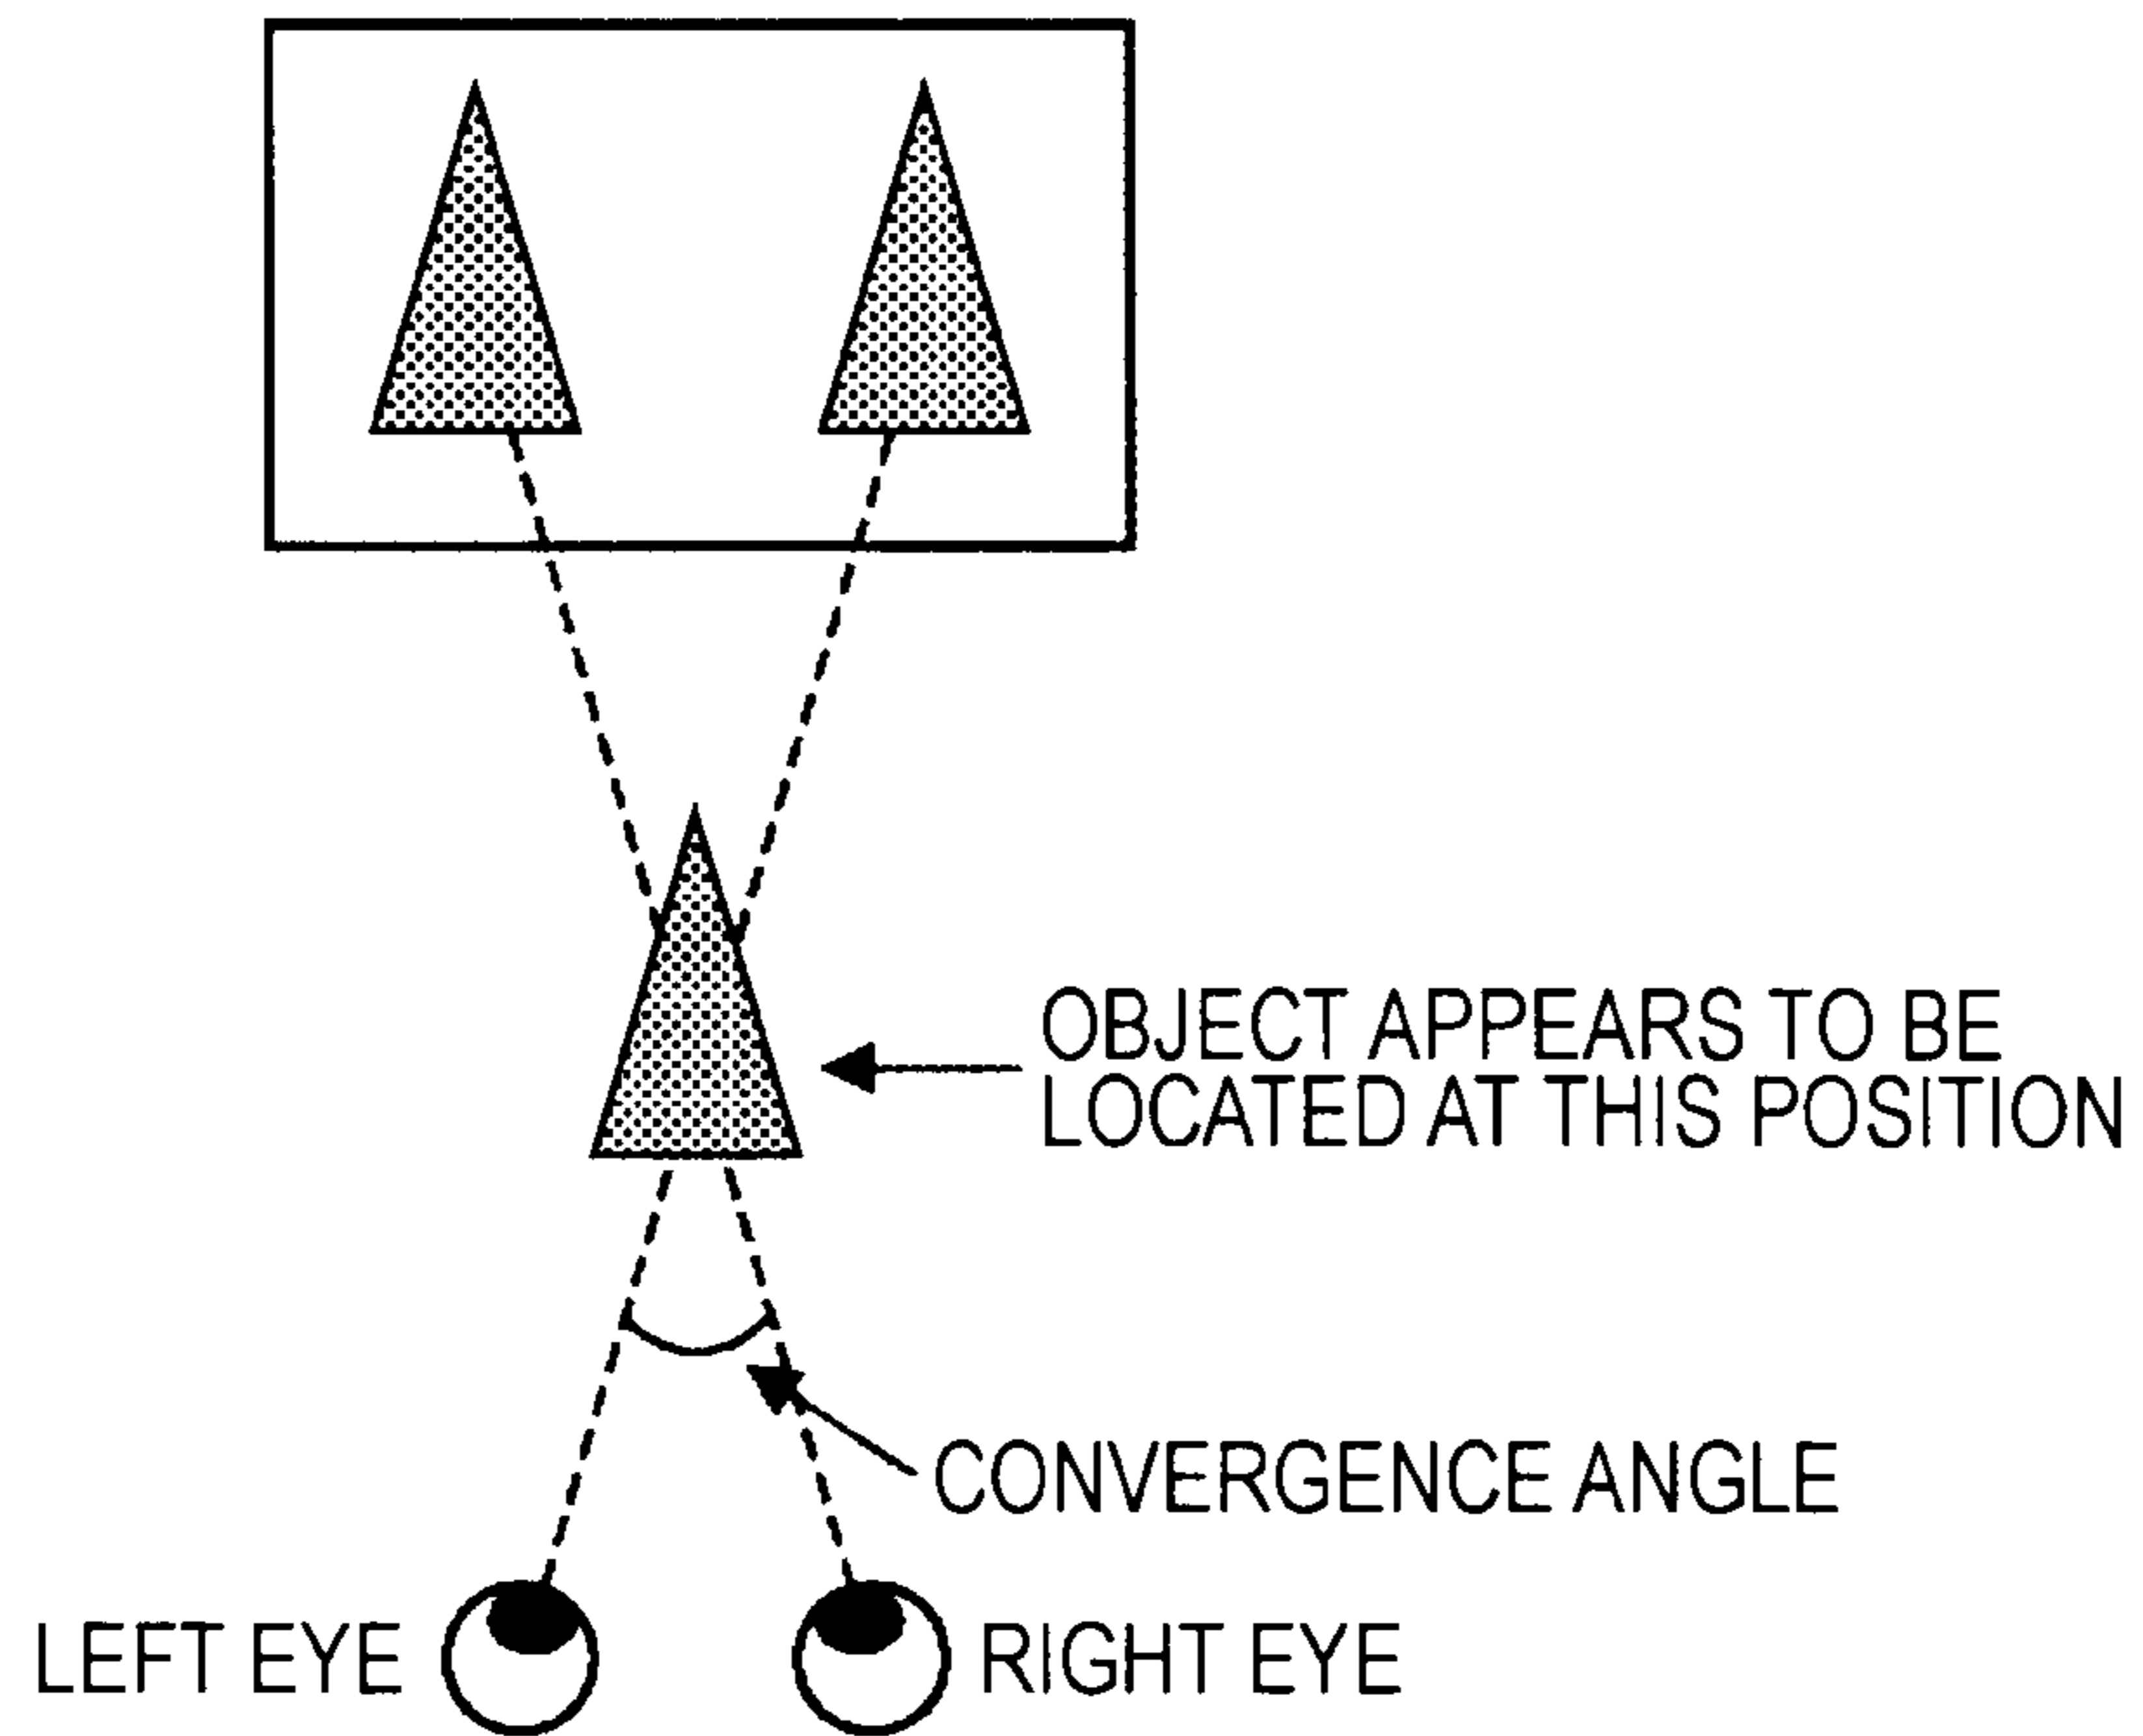 OBJECT APPEARS TO BE
LOCATED AT THIS POSITION
CONVERGENCE ANGLE
LEFT EYE
RIGHT EYE